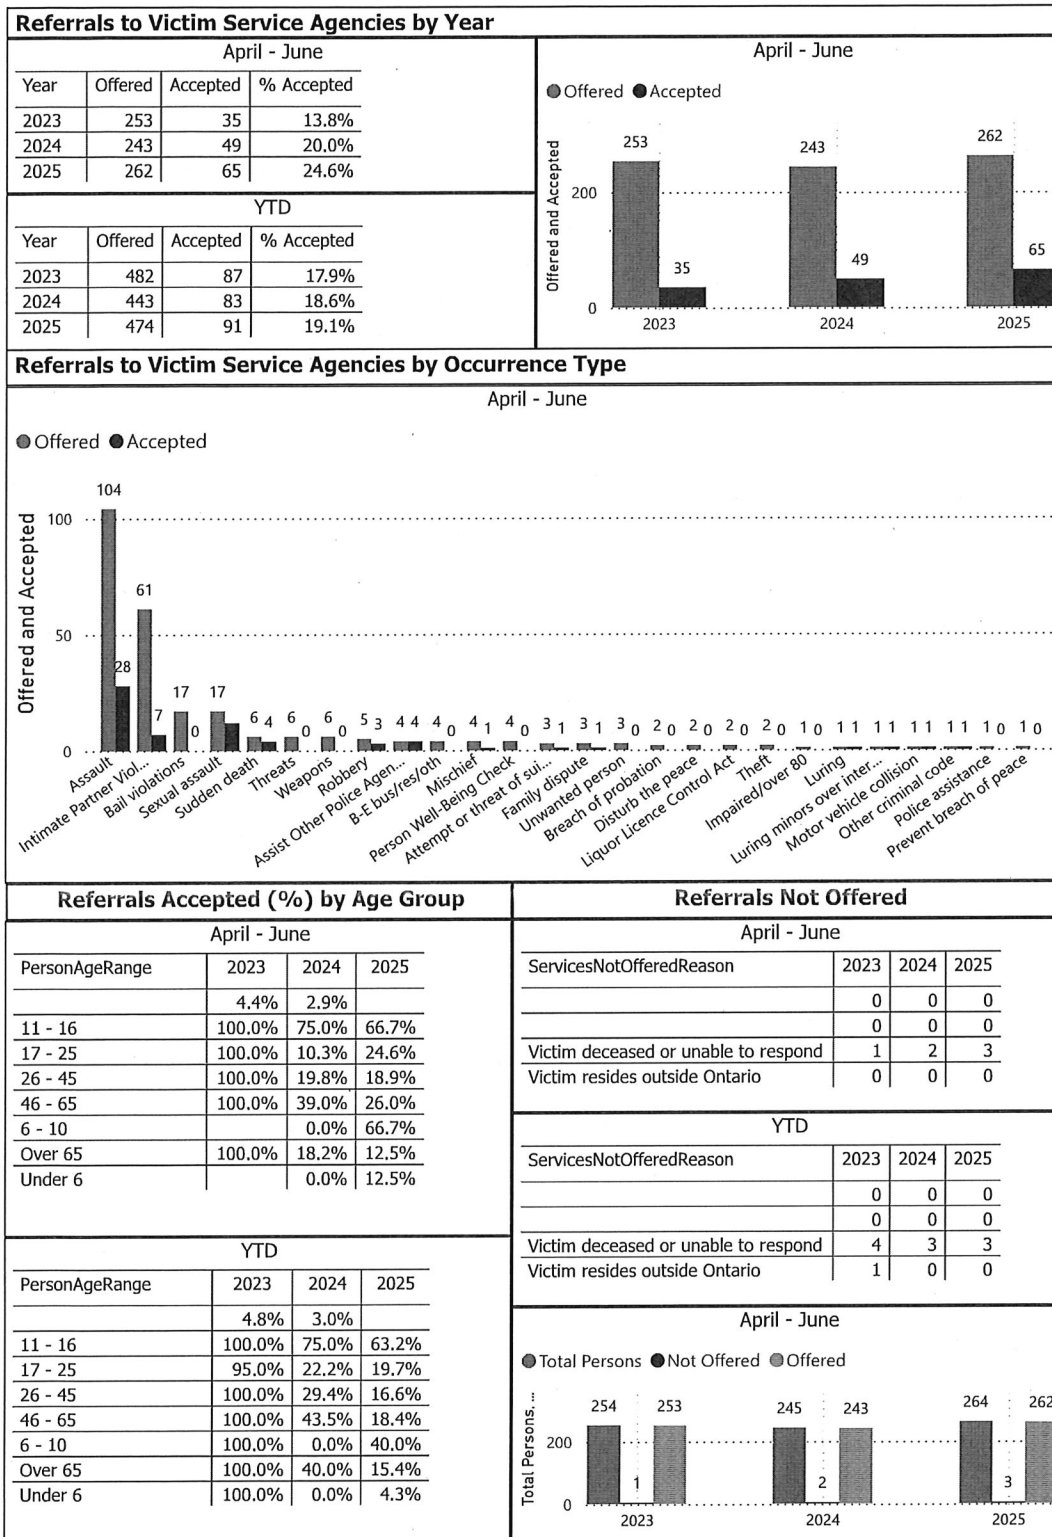 Referrals to Victim Service Agencies by Year
April - June
Year Offered Accepted % Accepted
2023 253 35 13.8%
2024 243 49 20.0%
2025 262 65 24.6%
YTD
Year Offered Accepted % Accepted
2023 482 87 17.9%
2024 443 83 18.6%
2025 474 91 19.1%
April - June
Offered Accepted
Offered and Accepted
200
0
253 35 243 49 262 65
2023 2024 2025
Referrals to Victim Service Agencies by Occurrence Type
April - June
Offered Accepted
Offered and Accepted
100
50
0
104 28 61 7 17 0 17 6 4 6 0 6 0 5 3 4 4 4 0 4 1 4 0 3 1 3 1 3 0 2 0 2 0 2 0 2 0 1 0 1 1 1 1 1 1 1 1 1 0 1 0
Assault
Intimate Partner Viol...
Bail violations
Sexual assault
Sudden death
Threats
Weapons
Robbery
Assist Other Police Agen...
B-E bus/res/oth
Mischief
Person Well-Being Check
Attempt or threat of sui...
Family dispute
Unwanted person
Breach of probation
Disturb the peace
Liquor Licence Control Act
Theft
Impaired/over 80
Luring
Luring minors over inter...
Motor vehicle collision
Other criminal code
Police assistance
Prevent breach of peace
Referrals Accepted (%) by Age Group
April - June
PersonAgeRange 2023 2024 2025
4.4% 2.9%
11 - 16 100.0% 75.0% 66.7%
17 - 25 100.0% 10.3% 24.6%
26 - 45 100.0% 19.8% 18.9%
46 - 65 100.0% 39.0% 26.0%
6 - 10 0.0% 66.7%
Over 65 100.0% 18.2% 12.5%
Under 6 0.0% 12.5%
YTD
PersonAgeRange 2023 2024 2025
4.8% 3.0%
11 - 16 100.0% 75.0% 63.2%
17 - 25 95.0% 22.2% 19.7%
26 - 45 100.0% 29.4% 16.6%
46 - 65 100.0% 43.5% 18.4%
6 - 10 100.0% 0.0% 40.0%
Over 65 100.0% 40.0% 15.4%
Under 6 100.0% 0.0% 4.3%
Referrals Not Offered
April - June
ServicesNotOfferedReason 2023 2024 2025
0 0 0
0 0 0
Victim deceased or unable to respond 1 2 3
Victim resides outside Ontario 0 0 0
YTD
ServicesNotOfferedReason 2023 2024 2025
0 0 0
0 0 0
Victim deceased or unable to respond 4 3 3
Victim resides outside Ontario 1 0 0
April - June
Total Persons Not Offered Offered
Total Persons, ...
200
0
254 1 253 245 2 243 264 3 262
2023 2024 2025